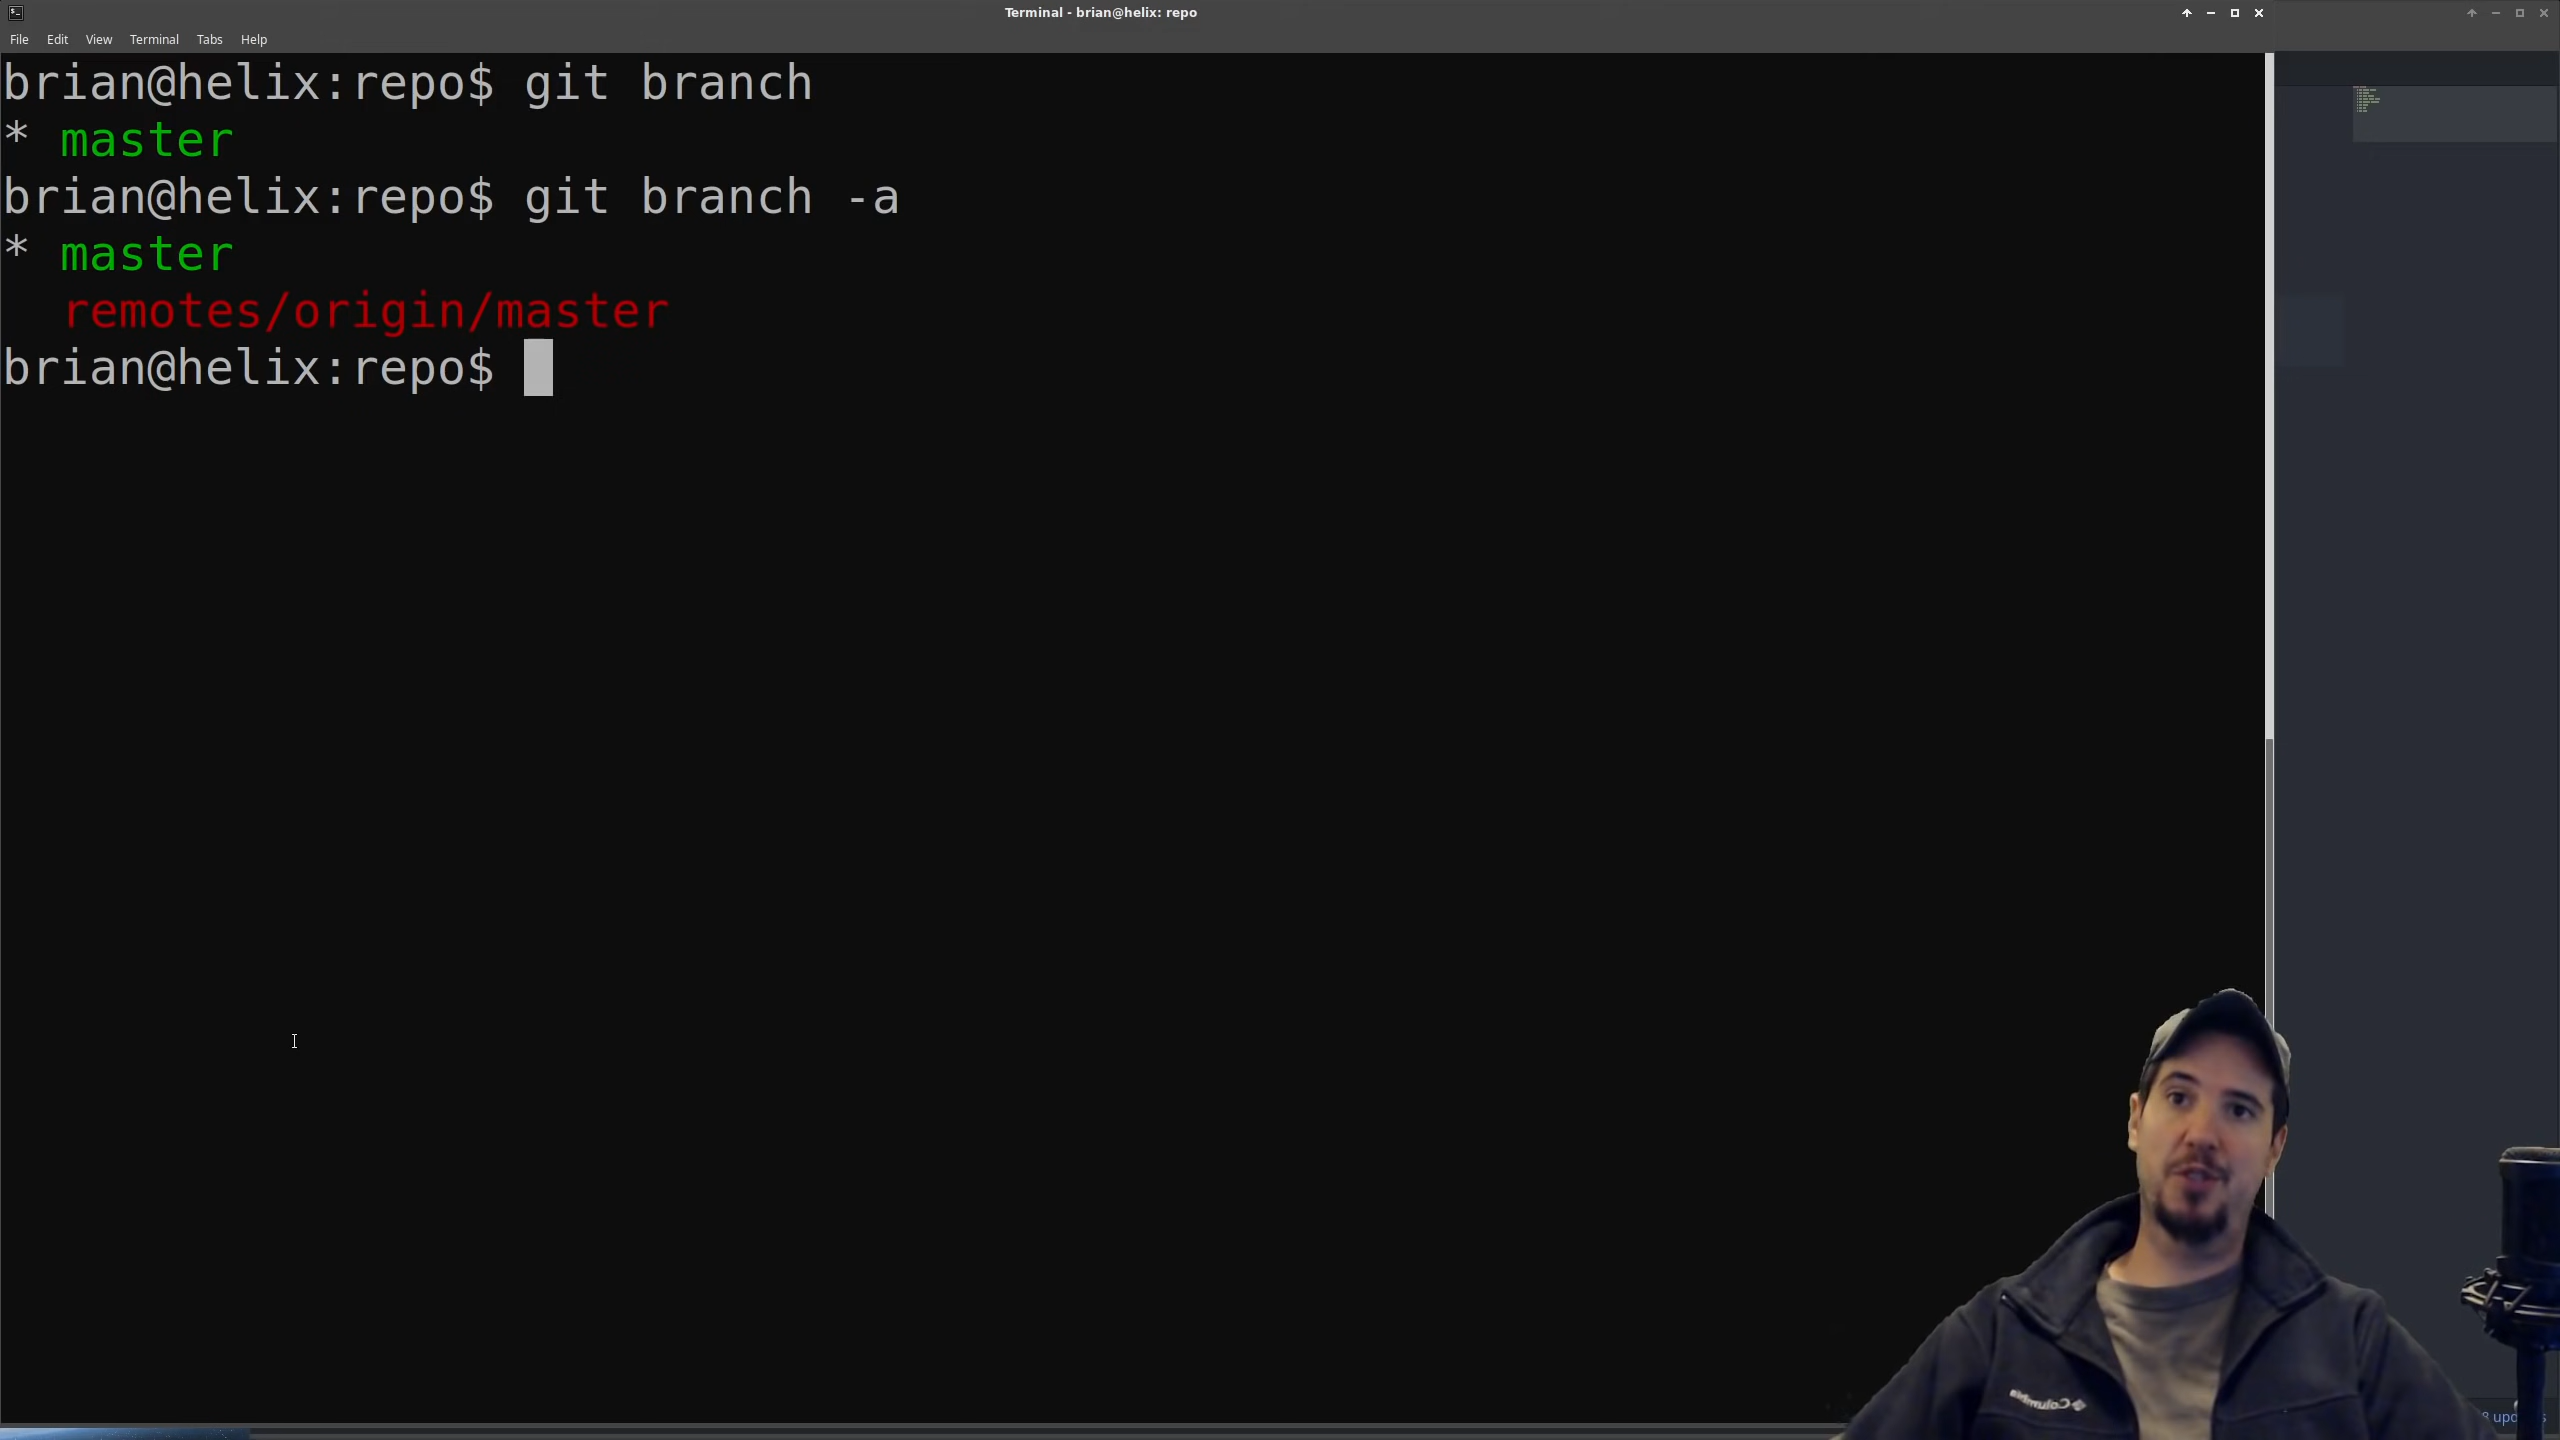 Terminal - brian@helix: repo
File Edit View Terminal Tabs Help
brian@helix:repo$ git branch
* master
brian@helix:repo$ git branch -a
* master
remotes/origin/master
brian@helix:repo$
Columbia